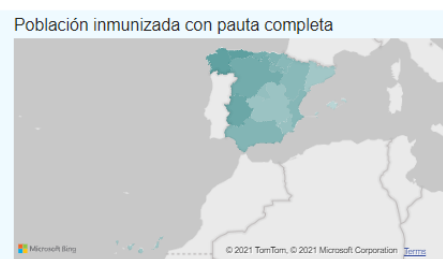 Población inmunizada con pauta completa
Microsoft Bing
© 2021 TomTom, © 2021 Microsoft Corporation Terms